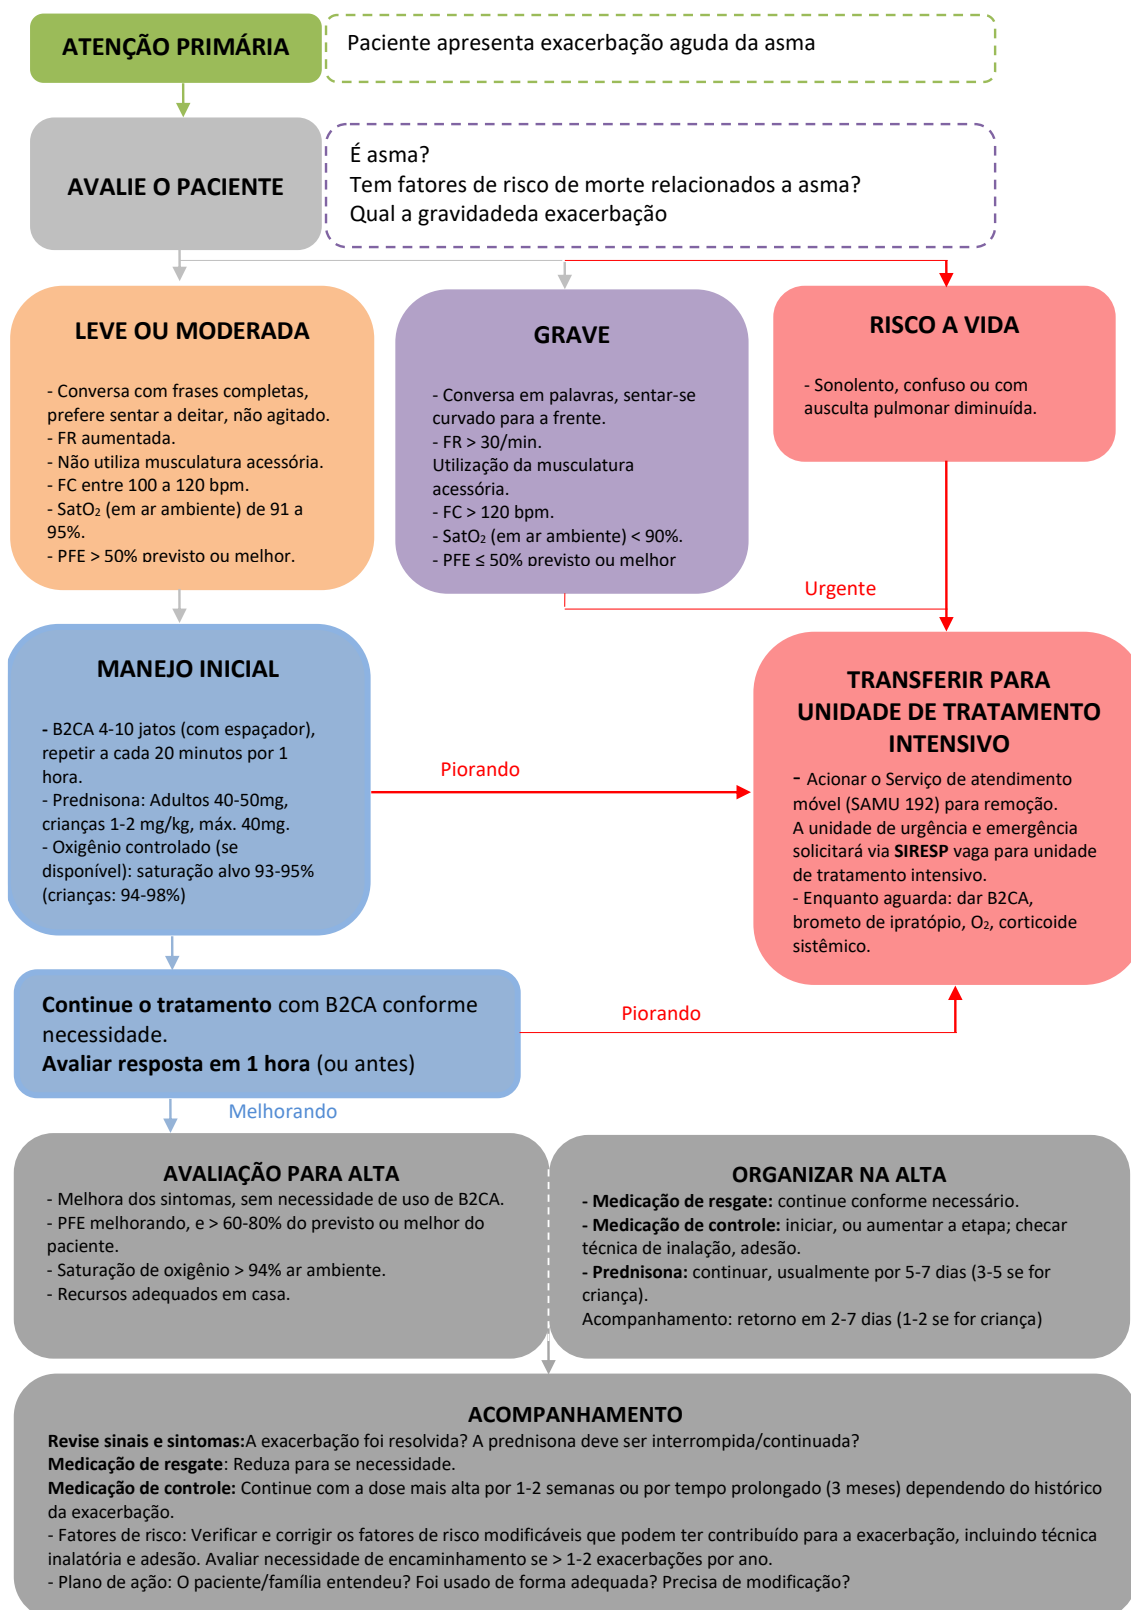 ATENÇÃO PRIMÁRIA
Paciente apresenta exacerbação aguda da asma
AVALIE O PACIENTE
É asma?
Tem fatores de risco de morte relacionados a asma?
Qual a gravidadeda exacerbação
LEVE OU MODERADA
- Conversa com frases completas,
prefere sentar a deitar, não agitado.
- FR aumentada.
- Não utiliza musculatura acessória.
- FC entre 100 a 120 bpm.
- SatO₂ (em ar ambiente) de 91 a
95%.
- PFE > 50% previsto ou melhor.
GRAVE
- Conversa em palavras, sentar-se
curvado para a frente.
- FR > 30/min.
Utilização da musculatura
acessória.
- FC > 120 bpm.
- SatO₂ (em ar ambiente) < 90%.
- PFE ≤ 50% previsto ou melhor
RISCO A VIDA
- Sonolento, confuso ou com
ausculta pulmonar diminuída.
Urgente
MANEJO INICIAL
- B2CA 4-10 jatos (com espaçador),
repetir a cada 20 minutos por 1
hora.
- Prednisona: Adultos 40-50mg,
crianças 1-2 mg/kg, máx. 40mg.
- Oxigênio controlado (se
disponível): saturação alvo 93-95%
(crianças: 94-98%)
Piorando
TRANSFERIR PARA
UNIDADE DE TRATAMENTO
INTENSIVO
- Acionar o Serviço de atendimento
móvel (SAMU 192) para remoção.
A unidade de urgência e emergência
solicitará via SIRESP vaga para unidade
de tratamento intensivo.
- Enquanto aguarda: dar B2CA,
brometo de ipratópio, O₂, corticoide
sistêmico.
Continue o tratamento com B2CA conforme
necessidade.
Avaliar resposta em 1 hora (ou antes)
Piorando
Melhorando
AVALIAÇÃO PARA ALTA
- Melhora dos sintomas, sem necessidade de uso de B2CA.
- PFE melhorando, e > 60-80% do previsto ou melhor do
paciente.
- Saturação de oxigênio > 94% ar ambiente.
- Recursos adequados em casa.
ORGANIZAR NA ALTA
- Medicação de resgate: continue conforme necessário.
- Medicação de controle: iniciar, ou aumentar a etapa; checar
técnica de inalação, adesão.
- Prednisona: continuar, usualmente por 5-7 dias (3-5 se for
criança).
Acompanhamento: retorno em 2-7 dias (1-2 se for criança)
ACOMPANHAMENTO
Revise sinais e sintomas:A exacerbação foi resolvida? A prednisona deve ser interrompida/continuada?
Medicação de resgate: Reduza para se necessidade.
Medicação de controle: Continue com a dose mais alta por 1-2 semanas ou por tempo prolongado (3 meses) dependendo do histórico
da exacerbação.
- Fatores de risco: Verificar e corrigir os fatores de risco modificáveis que podem ter contribuído para a exacerbação, incluindo técnica
inalatória e adesão. Avaliar necessidade de encaminhamento se > 1-2 exacerbações por ano.
- Plano de ação: O paciente/família entendeu? Foi usado de forma adequada? Precisa de modificação?